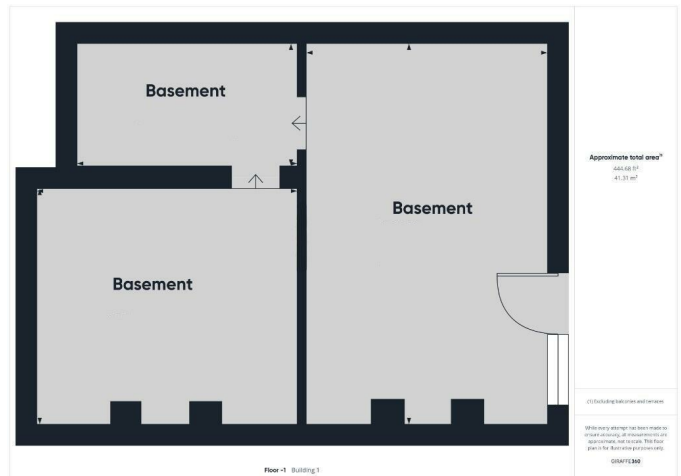 Basement
Basement
Basement
Approximate total area⁽¹⁾
444.68 ft²
41.31 m²
(1) Excluding balconies and terraces
While every attempt has been made to
ensure accuracy, all measurements are
approximate, not to scale. This floor
plan is for illustrative purposes only.
GIRAFFE360
Floor -1 Building 1